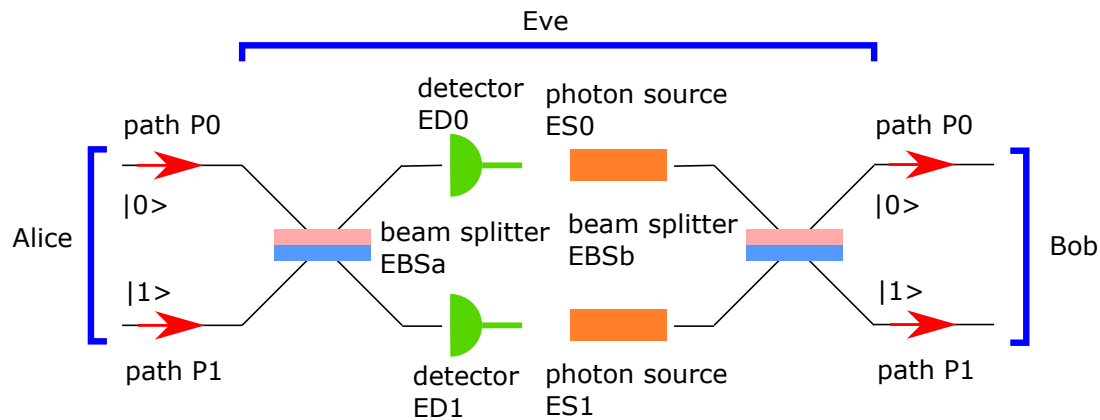 Eve
detector
ED0
photon source
ES0
path P0
path P0
|0>
|0>
Alice
beam splitter
EBSa
beam splitter
EBSb
Bob
|1>
|1>
path P1
detector
ED1
photon source
ES1
path P1